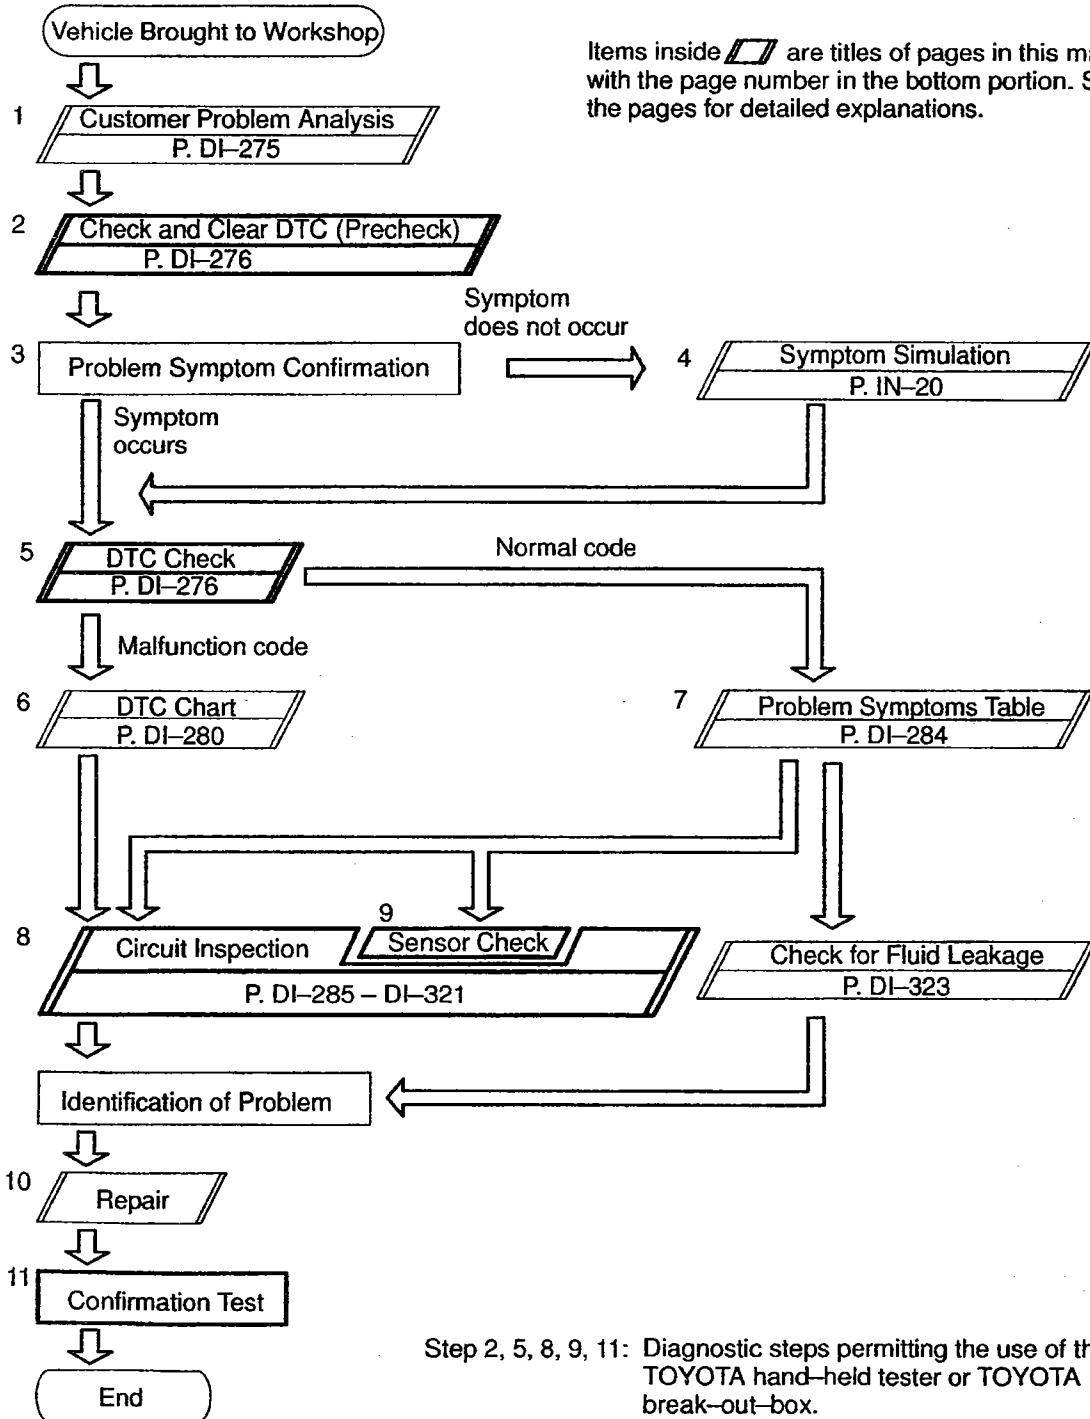 Vehicle Brought to Workshop
Items inside are titles of pages in this
with the page number in the bottom portion.
the pages for detailed explanations.
1
Customer Problem Analysis
P. DI–275
2
Check and Clear DTC (Precheck)
P. DI–276
Symptom
does not occur
3
Problem Symptom Confirmation
4
Symptom Simulation
P. IN–20
Symptom
occurs
5
DTC Check
P. DI–276
Normal code
Malfunction code
6
DTC Chart
P. DI–280
7
Problem Symptoms Table
P. DI–284
8
Circuit Inspection
9
Sensor Check
P. DI–285 – DI–321
Check for Fluid Leakage
P. DI–323
Identification of Problem
10
Repair
11
Confirmation Test
End
Step 2, 5, 8, 9, 11: Diagnostic steps permitting the use of
TOYOTA hand–held tester or TOYOTA
break–out–box.